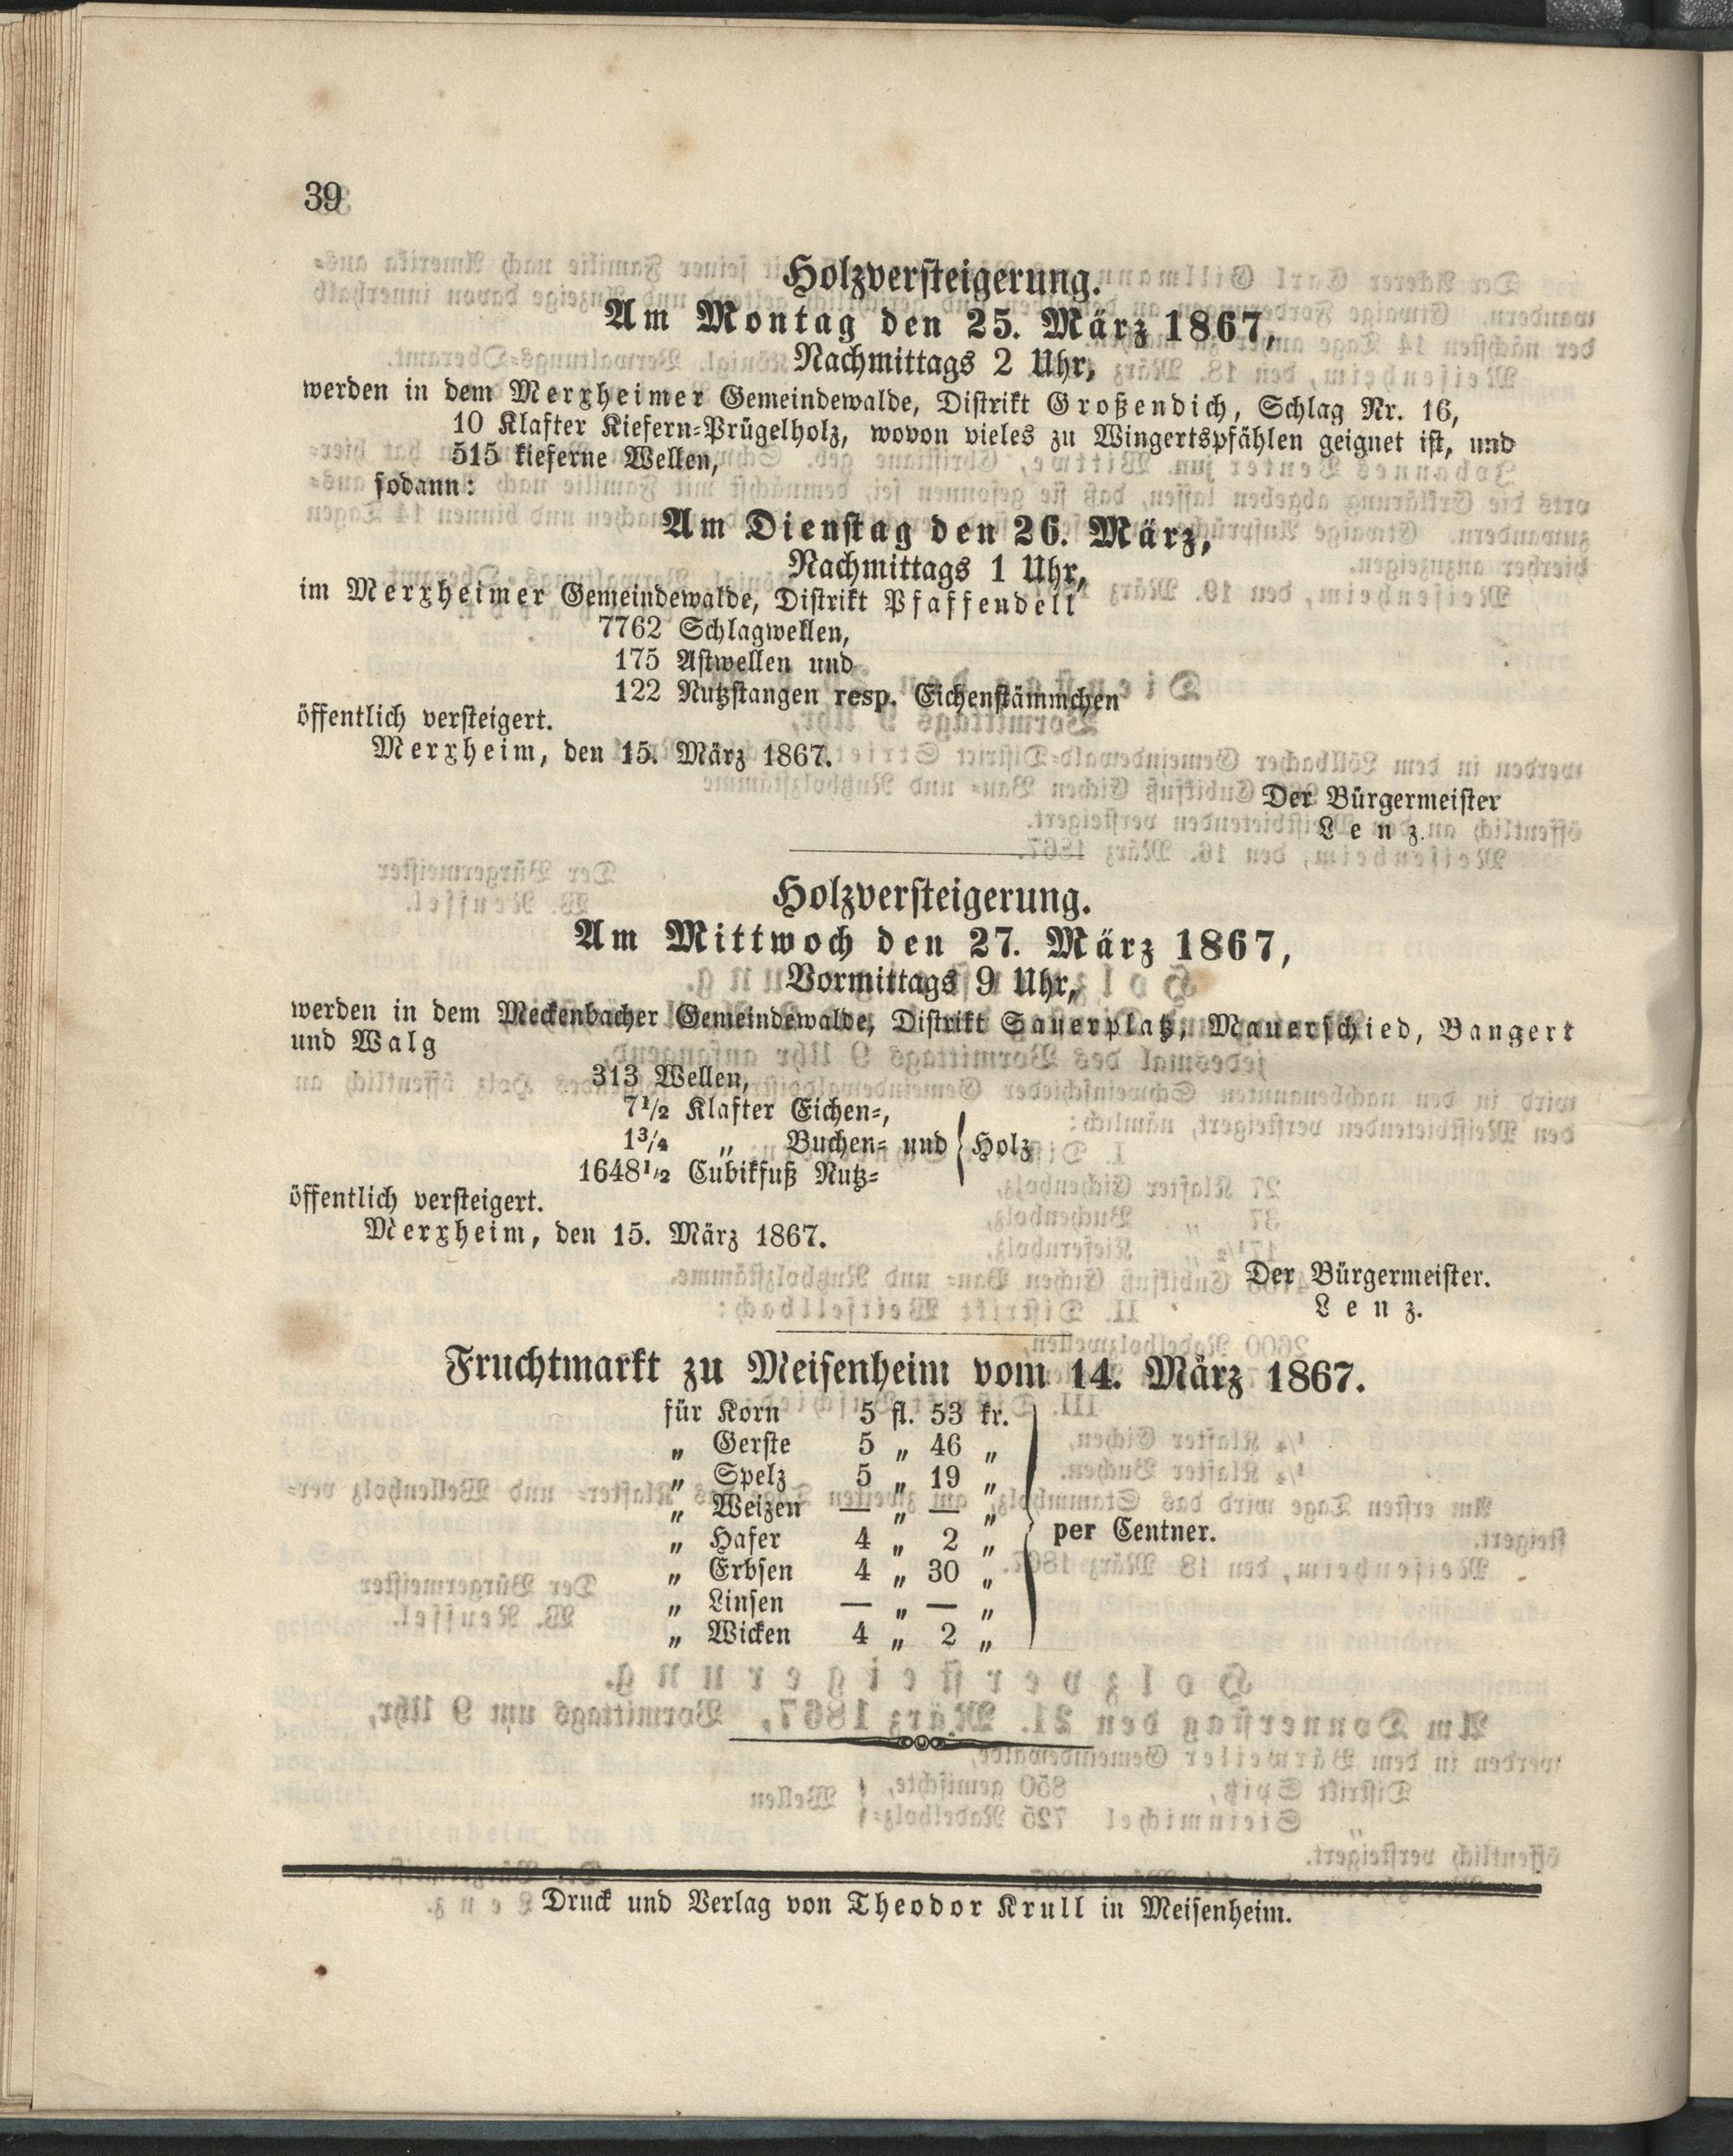 39
Holzversteigerung.
Am Montag den 25. März 1867,
Nachmittags 2 Uhr,
werden in dem Merxheimer Gemeindewalde, Distrikt Großendich, Schlag Nr. 16,
10 Klafter Kiefern-Prügelholz, wovon vieles zu Wingertspfählen geignet ist, und
515 kieferne Wellen,
sodann:
Am Dienstag den 26. März,
Nachmittags 1 Uhr,
im Merxheimer Gemeindewalde, Distrikt Pfaffendell
7762 Schlagwellen,
175 Astwellen und
122 Nutzstangen resp. Eichenstämmchen
öffentlich versteigert.
Merxheim, den 15. März 1867.
Der Bürgermeister
Lenz.
Holzversteigerung.
Am Mittwoch den 27. März 1867,
Vormittags 9 Uhr,
werden in dem Meckenbacher Gemeindewalde, Distrikt Sauerplatz, Mauerschied, Bangert
und Walg
313 Wellen,
7 1/2 Klafter Eichen-,
1 3/4 „ Buchen- und } Holz
1648 1/2 Cubikfuß Nutz-
öffentlich versteigert.
Merxheim, den 15. März 1867.
Der Bürgermeister.
Lenz.
Fruchtmarkt zu Meisenheim vom 14. März 1867.
für Korn 5 fl. 53 kr.
„ Gerste 5 „ 46 „
„ Spelz 5 „ 19 „
„ Weizen — „ — „
„ Hafer 4 „ 2 „ } per Centner.
„ Erbsen 4 „ 30 „
„ Linsen — „ — „
„ Wicken 4 „ 2 „
Druck und Verlag von Theodor Krull in Meisenheim.